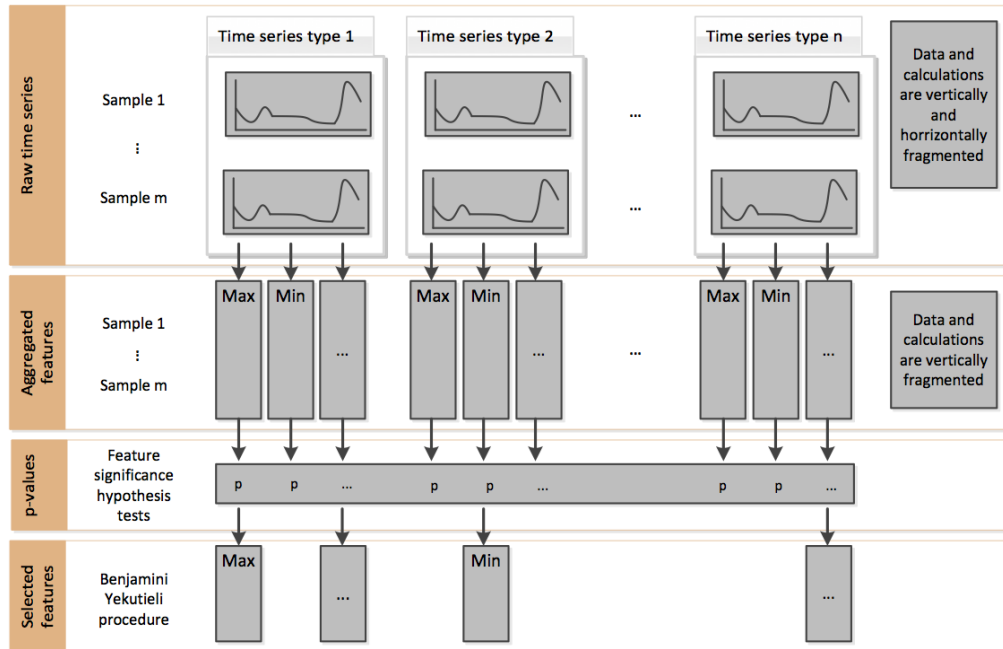 Raw time series
Time series type 1
Time series type 2
Time series type n
Sample 1
...
Sample m
...
...
Data and
calculations
are vertically
and
horrizontally
fragmented
Aggregated
features
Sample 1
...
Sample m
Max
Min
...
Max
Min
...
...
Max
Min
...
Data and
calculations
are vertically
fragmented
p-values
Feature
significance
hypothesis
tests
p p ... p p ... p p ...
Selected
features
Benjamini
Yekutieli
procedure
Max
...
Min
...